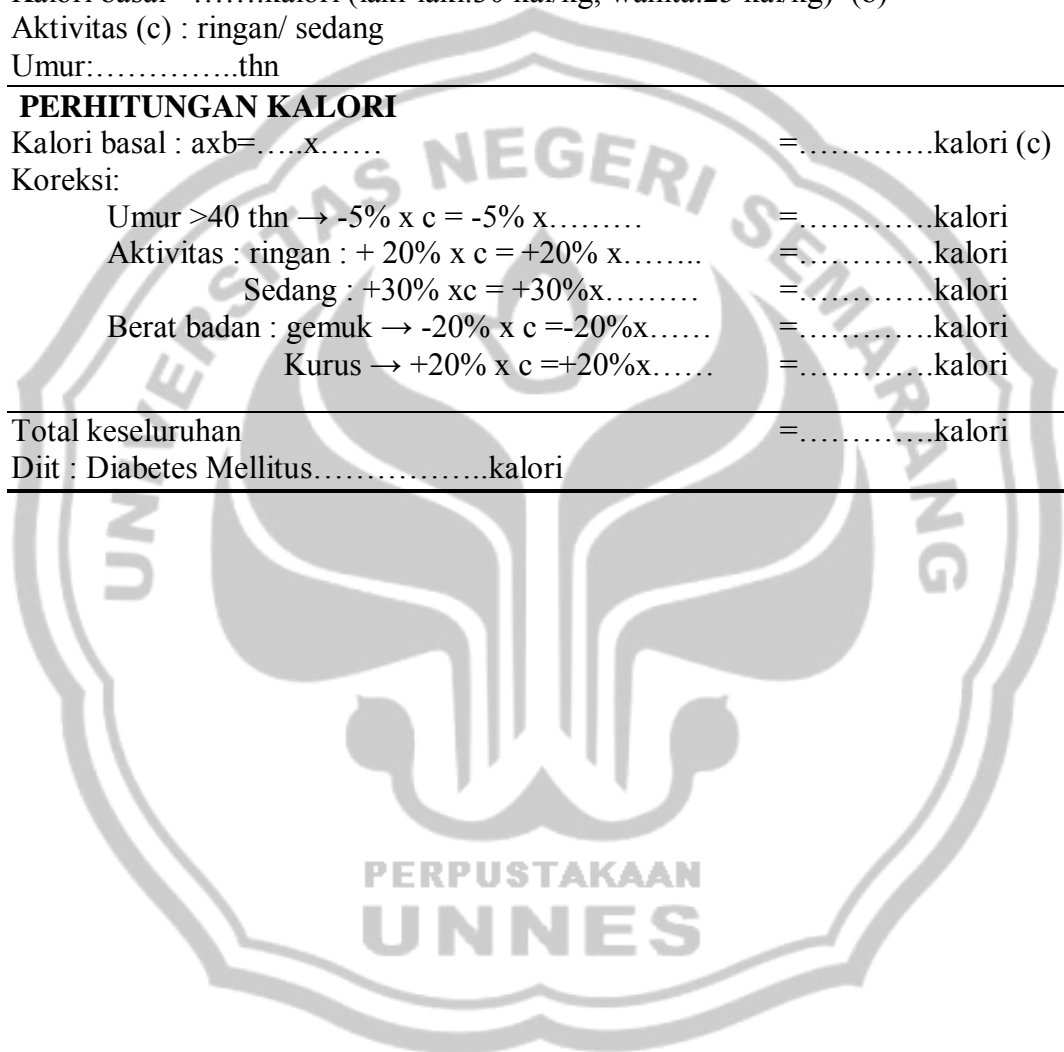 Aktivitas (c) : ringan/ sedang
Umur:…………..thn
PERHITUNGAN KALORI
Kalori basal : axb=…..x…… =………….kalori (c)
Koreksi:
Umur >40 thn → -5% x c = -5% x……… =………….kalori
Aktivitas : ringan : + 20% x c = +20% x…….. =………….kalori
Sedang : +30% xc = +30%x……… =………….kalori
Berat badan : gemuk → -20% x c =-20%x…… =………….kalori
Kurus → +20% x c =+20%x…… =………….kalori
Total keseluruhan =………….kalori
Diit : Diabetes Mellitus……………..kalori
UNIVERSITAS NEGERI SEMARANG
PERPUSTAKAAN
UNNES